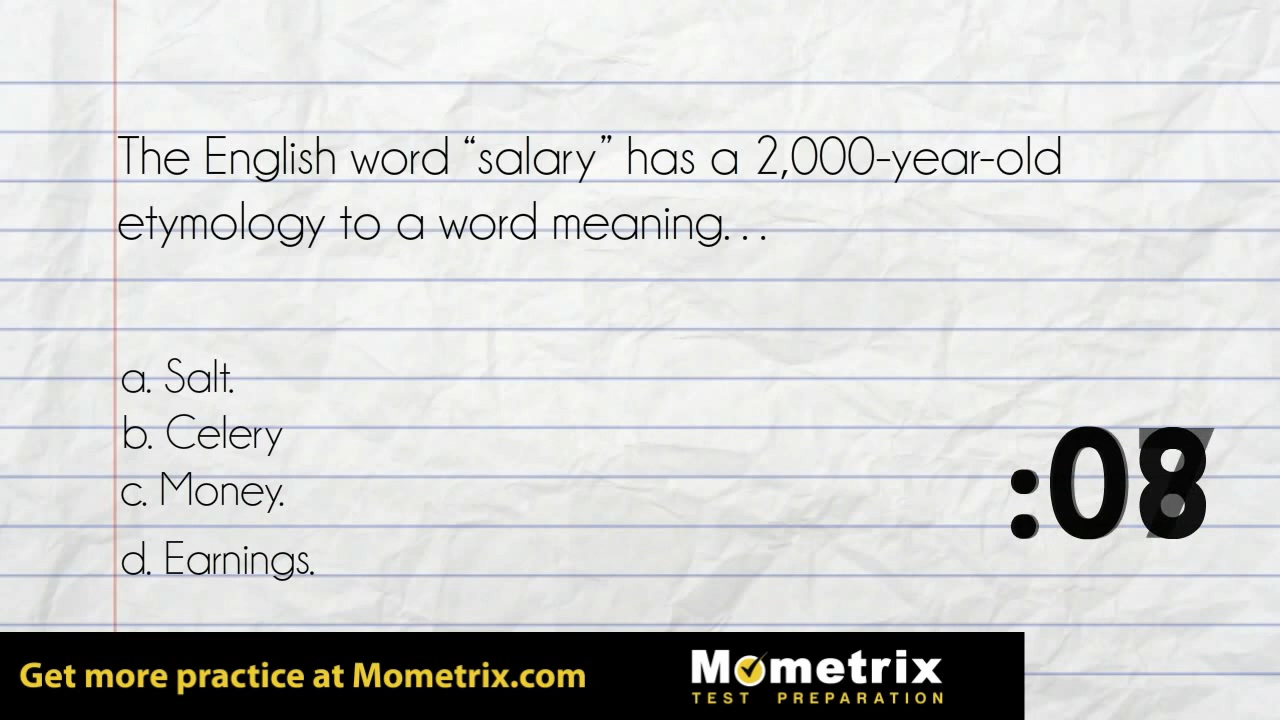 The English word “salary” has a 2,000-year-old
etymology to a word meaning...
a. Salt.
b. Celery
c. Money.
d. Earnings.
:08
Get more practice at Mometrix.com
Mometrix
TEST PREPARATION